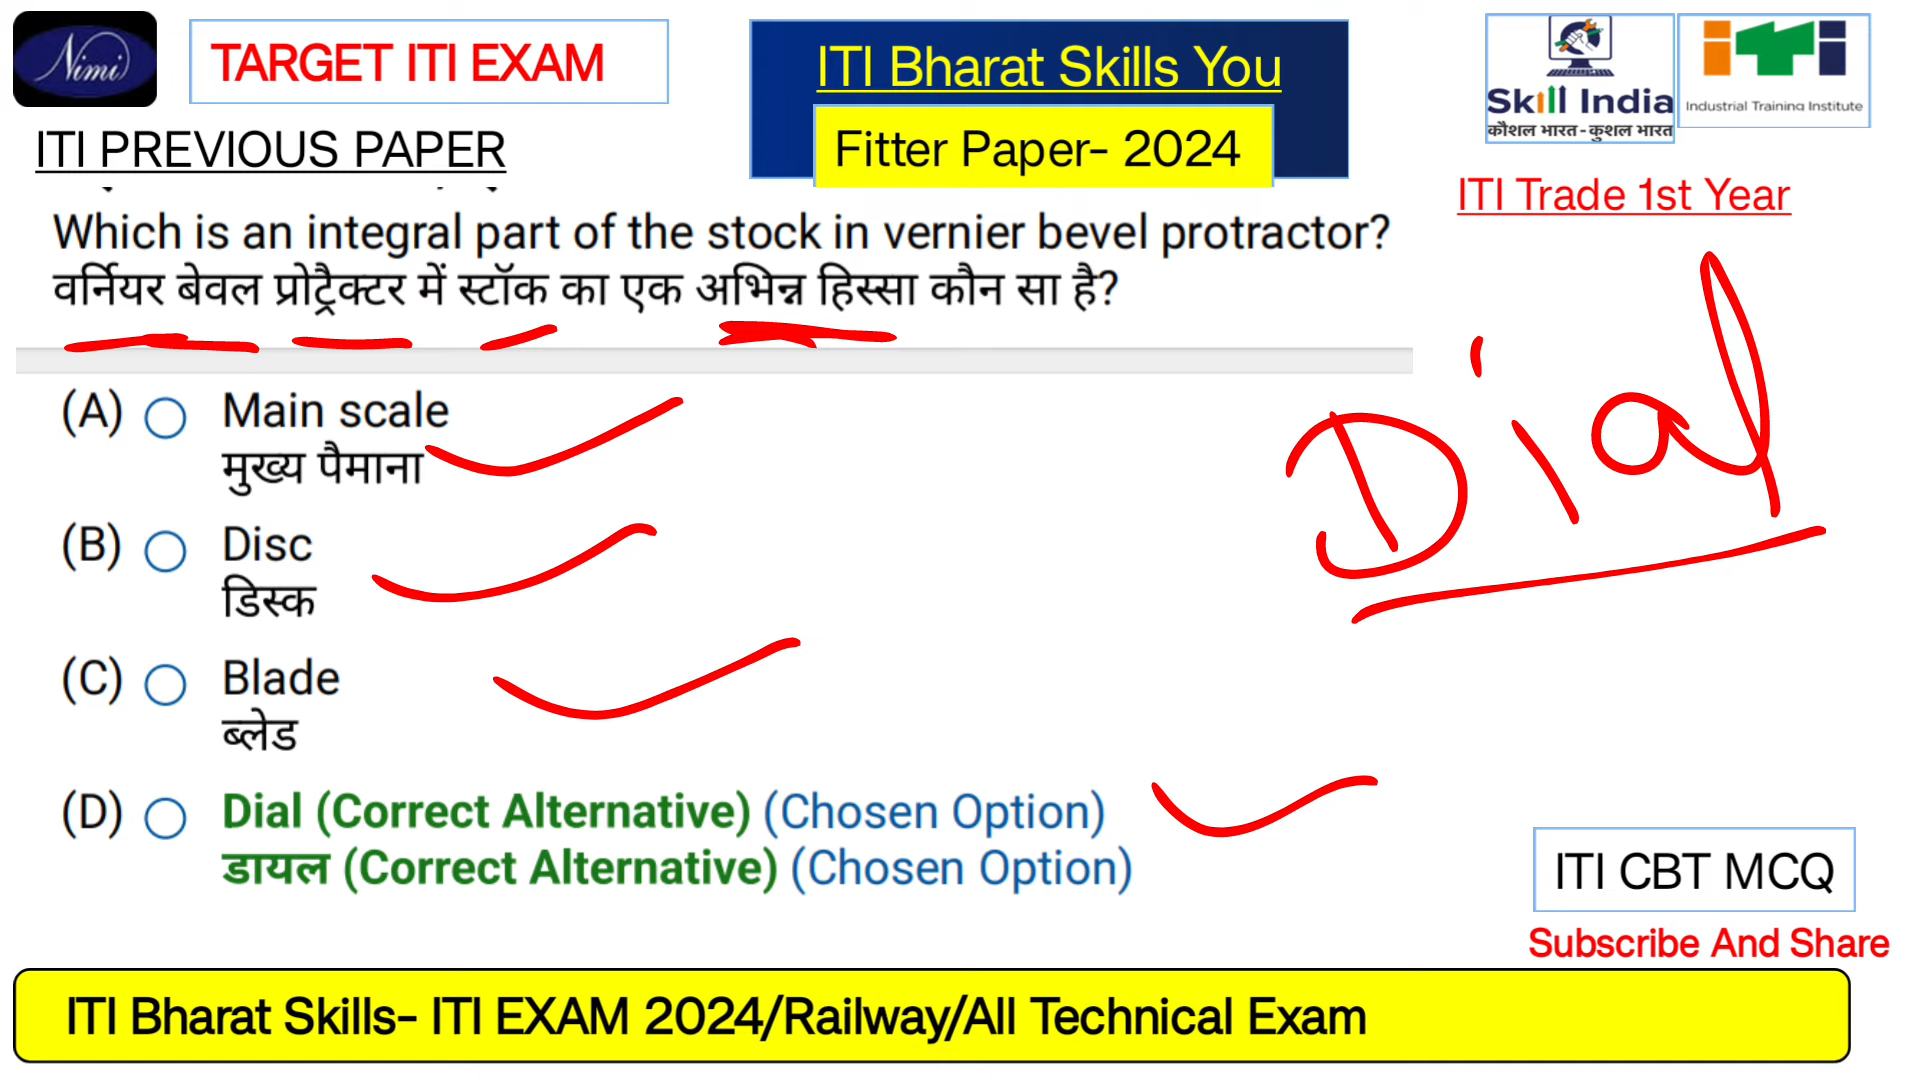 Nimi
TARGET ITI EXAM
ITI Bharat Skills You
Skill India
कौशल भारत - कुशल भारत
iTi
Industrial Training Institute
ITI PREVIOUS PAPER
Fitter Paper- 2024
ITI Trade 1st Year
Which is an integral part of the stock in vernier bevel protractor?
वर्नियर बेवल प्रोट्रैक्टर में स्टॉक का एक अभिन्न हिस्सा कौन सा है?
Dial
(A) Main scale
मुख्य पैमाना
(B) Disc
डिस्क
(C) Blade
ब्लेड
(D) Dial (Correct Alternative) (Chosen Option)
डायल (Correct Alternative) (Chosen Option)
ITI CBT MCQ
Subscribe And Share
ITI Bharat Skills- ITI EXAM 2024/Railway/All Technical Exam